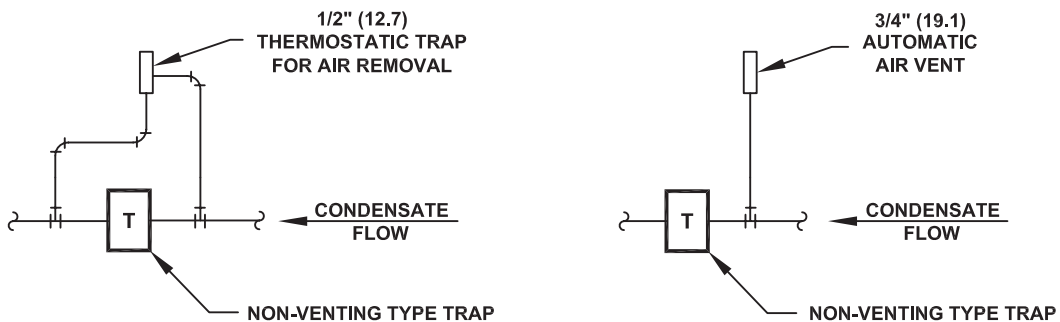 1/2" (12.7)
THERMOSTATIC TRAP
FOR AIR REMOVAL
T
CONDENSATE
FLOW
NON-VENTING TYPE TRAP
3/4" (19.1)
AUTOMATIC
AIR VENT
T
CONDENSATE
FLOW
NON-VENTING TYPE TRAP